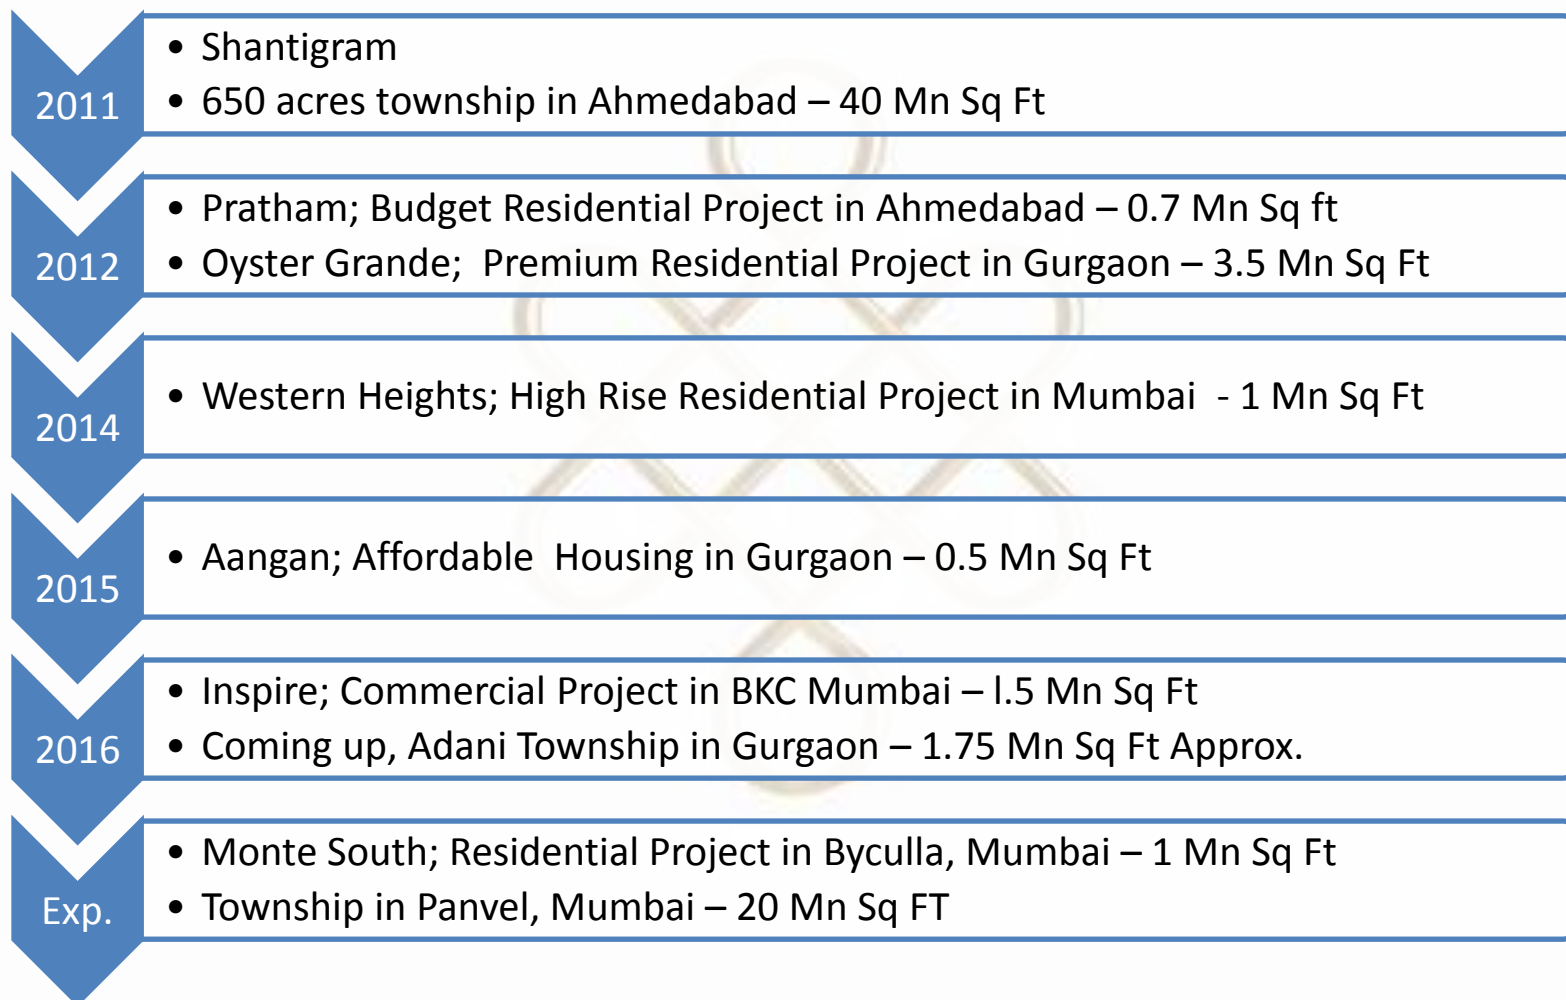 2011
• Shantigram
• 650 acres township in Ahmedabad – 40 Mn Sq Ft
2012
• Pratham; Budget Residential Project in Ahmedabad – 0.7 Mn Sq ft
• Oyster Grande;  Premium Residential Project in Gurgaon – 3.5 Mn Sq Ft
2014
• Western Heights; High Rise Residential Project in Mumbai  - 1 Mn Sq Ft
2015
• Aangan; Affordable  Housing in Gurgaon – 0.5 Mn Sq Ft
2016
• Inspire; Commercial Project in BKC Mumbai – l.5 Mn Sq Ft
• Coming up, Adani Township in Gurgaon – 1.75 Mn Sq Ft Approx.
Exp.
• Monte South; Residential Project in Byculla, Mumbai – 1 Mn Sq Ft
• Township in Panvel, Mumbai – 20 Mn Sq FT